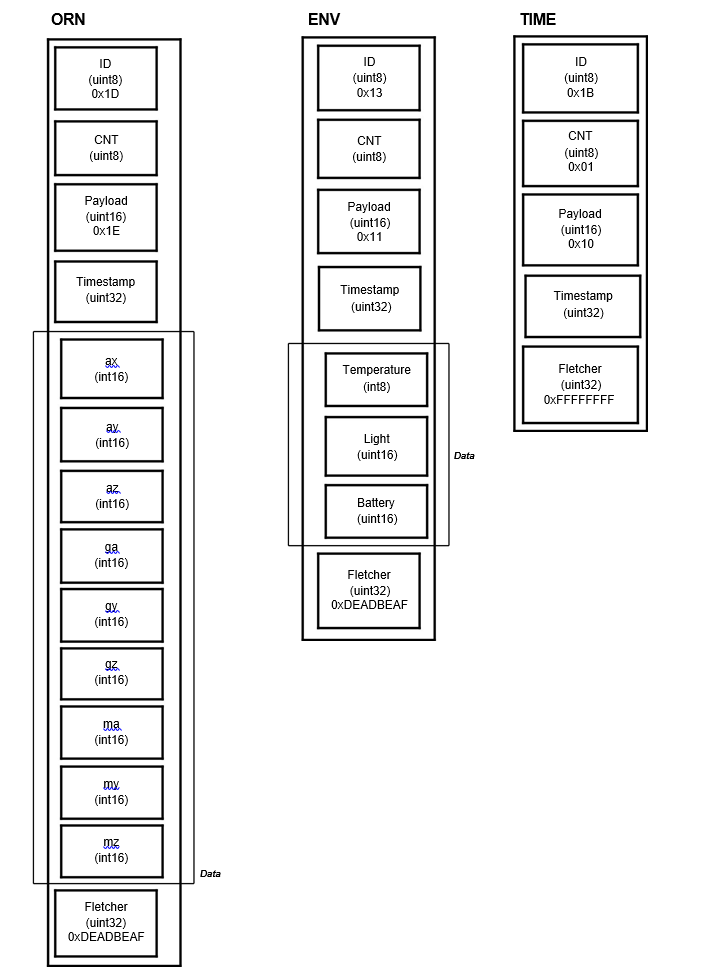 ORN
ID
(uint8)
0x1D
CNT
(uint8)
Payload
(uint16)
0x1E
Timestamp
(uint32)
ax
(int16)
ay
(int16)
az
(int16)
ga
(int16)
gy
(int16)
gz
(int16)
ma
(int16)
my
(int16)
mz
(int16)
Data
Fletcher
(uint32)
0xDEADBEAF
ENV
ID
(uint8)
0x13
CNT
(uint8)
Payload
(uint16)
0x11
Timestamp
(uint32)
Temperature
(int8)
Light
(uint16)
Battery
(uint16)
Data
Fletcher
(uint32)
0xDEADBEAF
TIME
ID
(uint8)
0x1B
CNT
(uint8)
0x01
Payload
(uint16)
0x10
Timestamp
(uint32)
Fletcher
(uint32)
0xFFFFFFFF